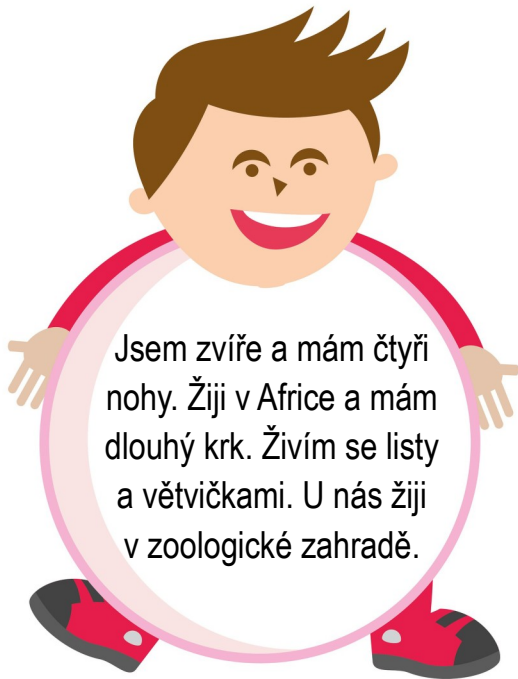 Jsem zvíře a mám čtyři
nohy. Žiji v Africe a mám
dlouhý krk. Živím se listy
a větvičkami. U nás žiji
v zoologické zahradě.